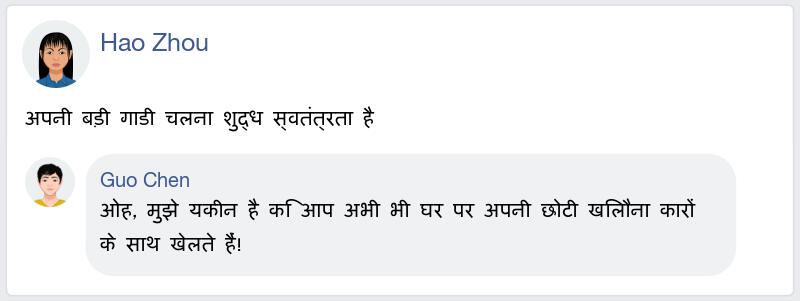 Hao Zhou
अपनी बड़ी गाडी चलना शुद्ध स्वतंत्रता है
Guo Chen
ओह, मुझे यकीन है कि आप अभी भी घर पर अपनी छोटी खिलौना कारों
के साथ खेलते हैं!